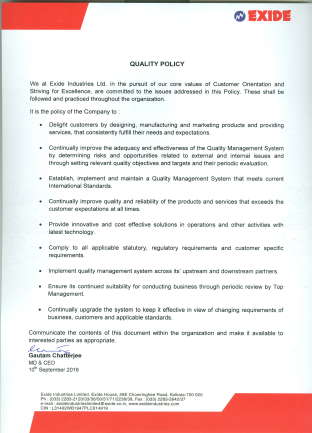 EXIDE
QUALITY POLICY
We at Exide Industries Ltd. in the pursuit of our core values of Customer Orientation and
Striving for Excellence, are committed to the issues addressed in this Policy. These shall be
followed and practiced throughout the organization.
It is the policy of the Company to :
• Delight customers by designing, manufacturing and marketing products and providing
services, that consistently fulfill their needs and expectations.
• Continually improve the adequacy and effectiveness of the Quality Management System
by determining risks and opportunities related to external and internal issues and
through setting relevant quality objectives and targets and their periodic evaluation.
• Establish, implement and maintain a Quality Management System that meets current
International Standards.
• Continually improve quality and reliability of the products and services that exceeds the
customer expectations at all times.
• Provide innovative and cost effective solutions in operations and other activities with
latest technology.
• Comply to all applicable statutory, regulatory requirements and customer specific
requirements.
• Implement quality management system across its' upstream and downstream partners.
• Ensure its continued suitability for conducting business through periodic review by Top
Management.
• Continually upgrade the system to keep it effective in view of changing requirements of
business, customers and applicable standards.
Communicate the contents of this document within the organization and make it available to
interested parties as appropriate.
Gautam Chatterjee
MD & CEO
10th September 2016
Exide Industries Limited, Exide House, 59E Chowringhee Road, Kolkata-700 020
e-mail : exideindustrieslimited@exide.co.in, www.exideindustries.com